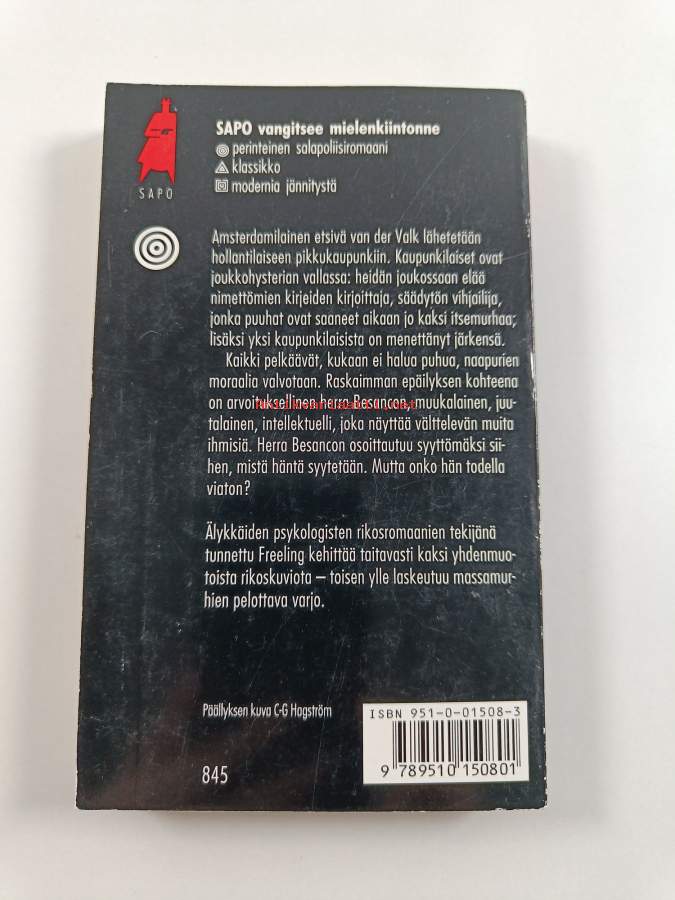 SAPO vangitsee mielenkiintonne
perinteinen salapoliisiromaani
klassikko
modernia jännitystä
SAPO
Amsterdamilainen etsivä van der Valk lähetetään
hollantilaiseen pikkukaupunkiin. Kaupunkilaiset ovat
joukkohysterian vallassa: heidän joukossaan elää
nimettömien kirjeiden kirjoittaja, säädytön vihjailija,
jonka puuhat ovat saaneet aikaan jo kaksi itsemurhaa;
lisäksi yksi kaupunkilaisista on menettänyt järkensä.
Kaikki pelkäävät, kukaan ei halua puhua, naapurien
moraalia valvotaan. Raskaimman epäilyksen kohteena
on arvoituksellinen herra Besancon, muukalainen, juu-
talainen, intellektuelli, joka näyttää välttelevän muita
ihmisiä. Herra Besancon osoittautuu syyttömäksi sii-
hen, mistä häntä syytetään. Mutta onko hän todella
viaton?
Älykkäiden psykologisten rikosromaanien tekijänä
tunnettu Freeling kehittää taitavasti kaksi yhdenmuo-
toista rikoskuviota – toisen ylle laskeutuu massamur-
hien pelottava varjo.
Päällyksen kuva C-G Hagström
ISBN 951-0-01508-3
9 789510 150801
845